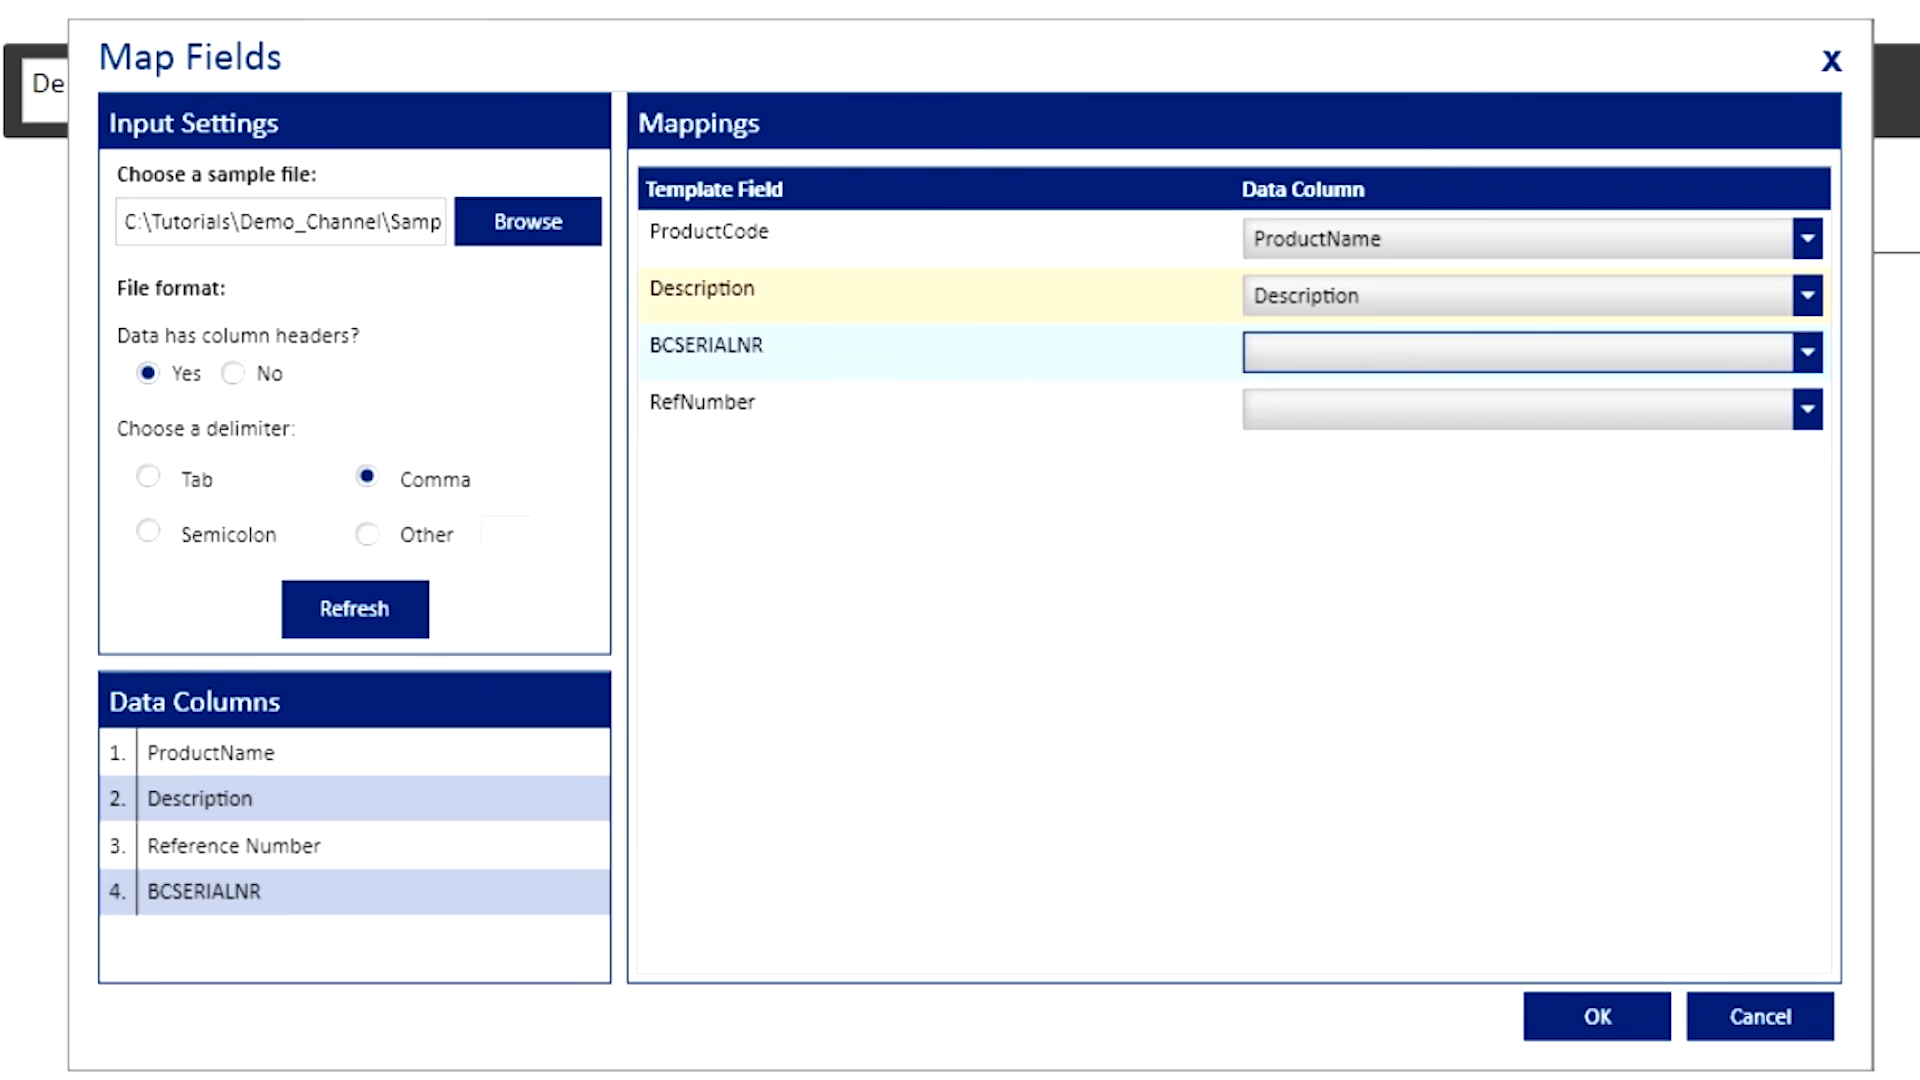 Map Fields
X
De
Input Settings
Choose a sample file:
C:\Tutorials\Demo_Channel\Samp
Browse
File format:
Data has column headers?
Yes
No
Choose a delimiter:
Tab
Comma
Semicolon
Other
Refresh
Data Columns
1. ProductName
2. Description
3. Reference Number
4. BCSERIALNR
Mappings
Template Field
Data Column
ProductCode
ProductName
Description
Description
BCSERIALNR
RefNumber
OK
Cancel